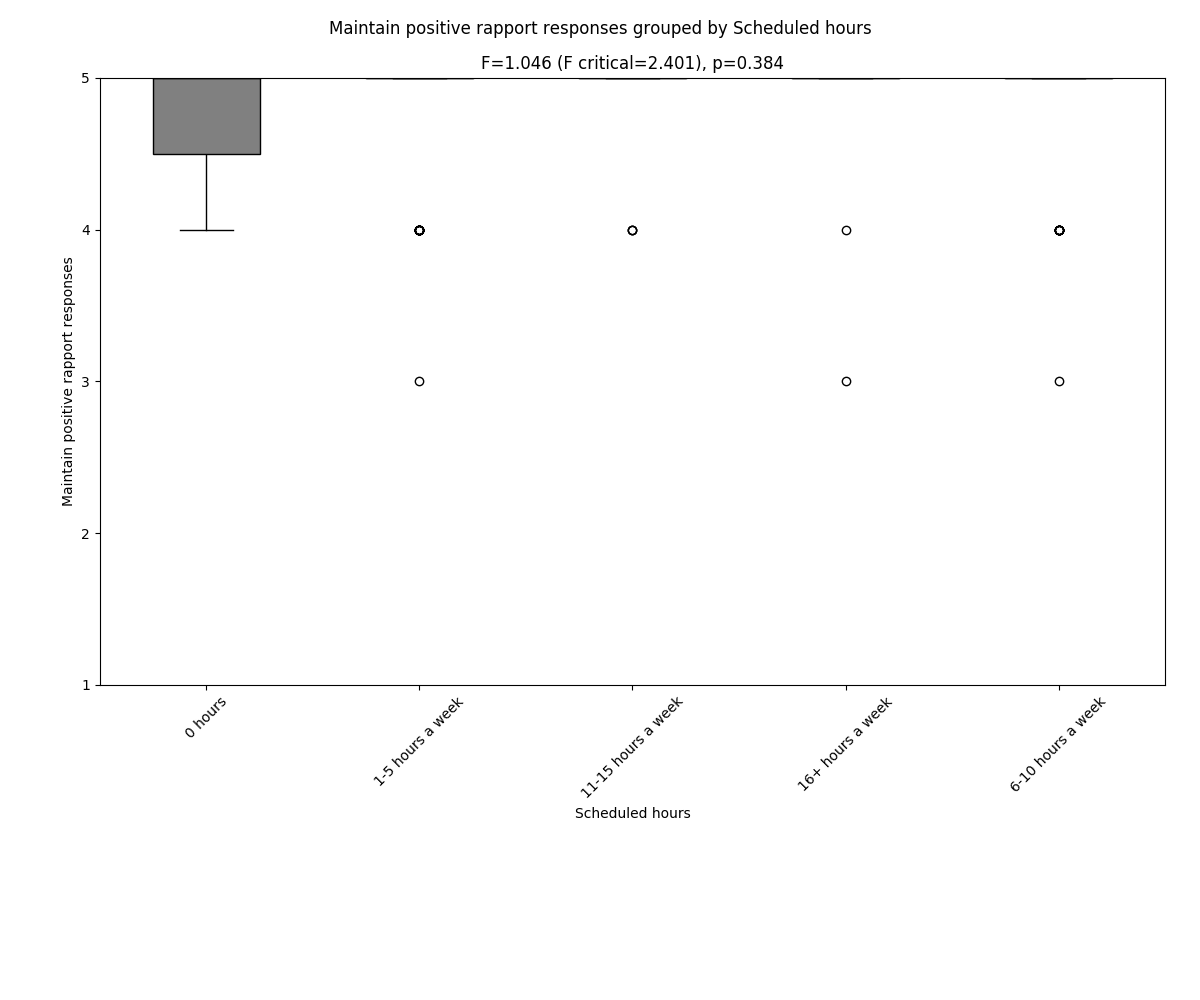 Maintain positive rapport responses grouped by Scheduled hours
F=1.046 (F critical=2.401), p=0.384
5
4
3
2
1
Maintain positive rapport responses
0 hours
1-5 hours a week
11-15 hours a week
16+ hours a week
6-10 hours a week
Scheduled hours